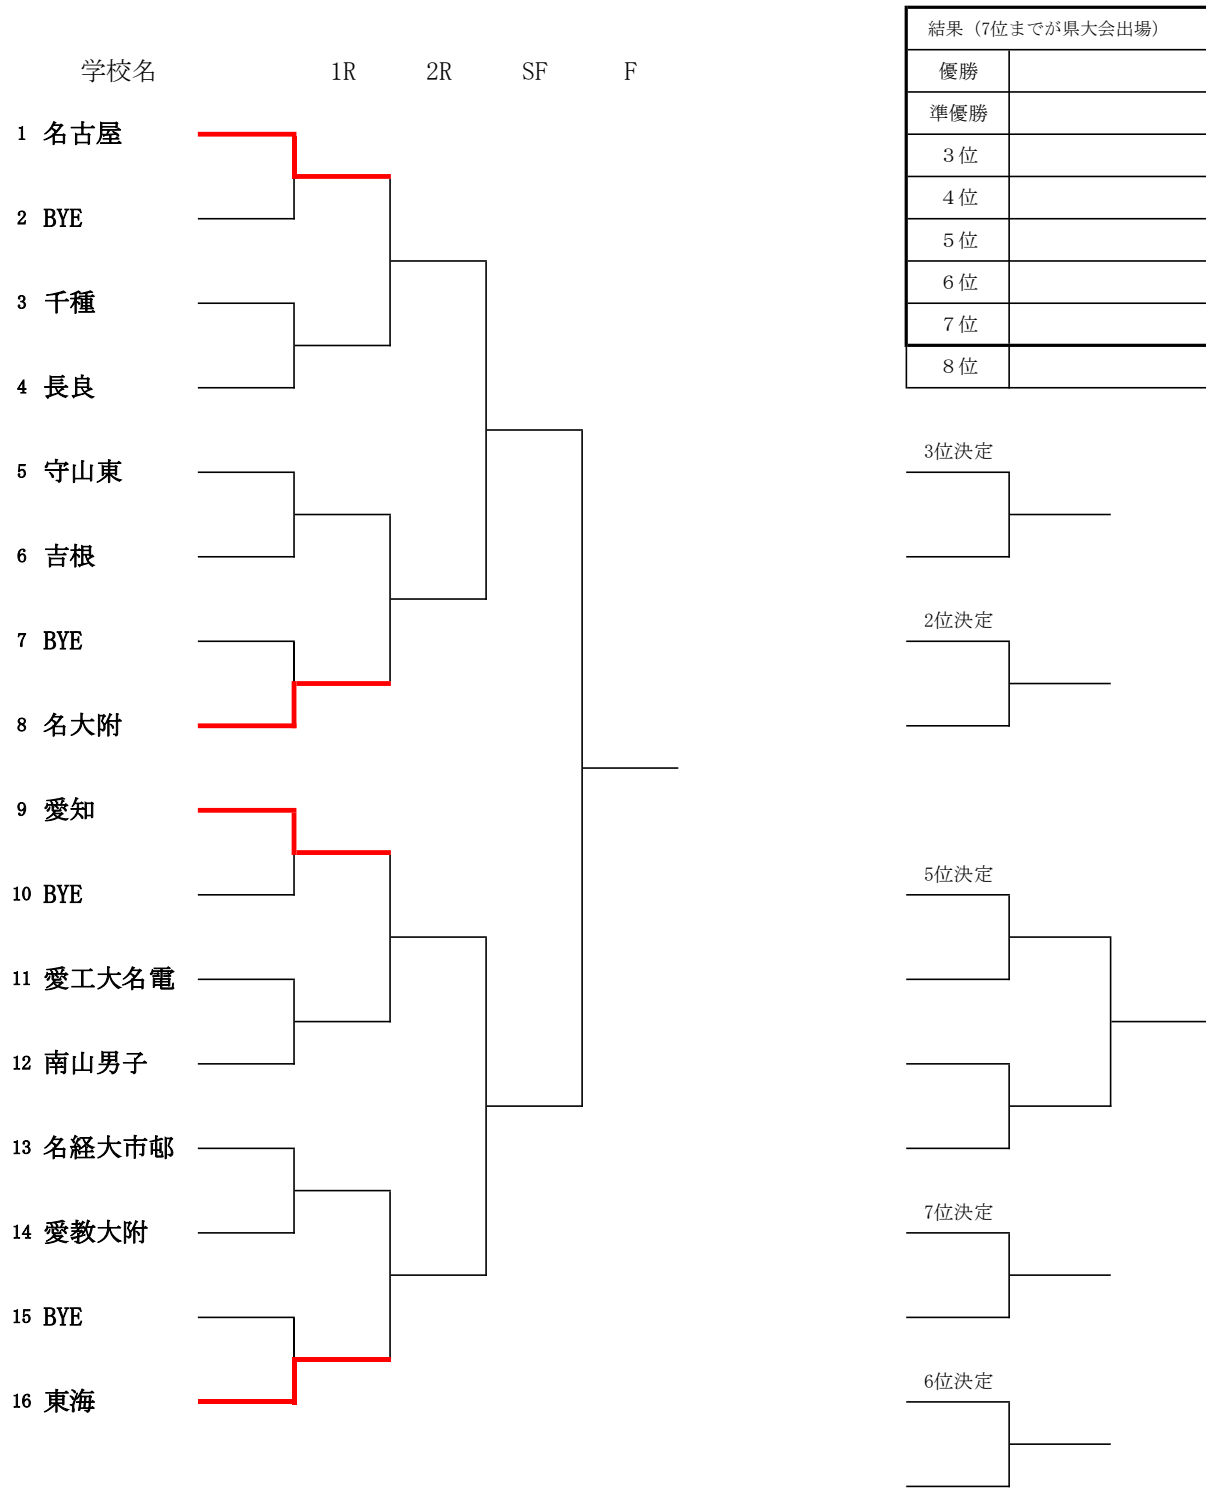 結果（7位までが県大会出場）
学校名 1R 2R SF F
優勝
準優勝
３位
４位
５位
６位
７位
８位
1 名古屋
2 BYE
3 千種
4 長良
5 守山東
6 吉根
7 BYE
8 名大附
9 愛知
10 BYE
11 愛工大名電
12 南山男子
13 名経大市邨
14 愛教大附
15 BYE
16 東海
3位決定
2位決定
5位決定
7位決定
6位決定